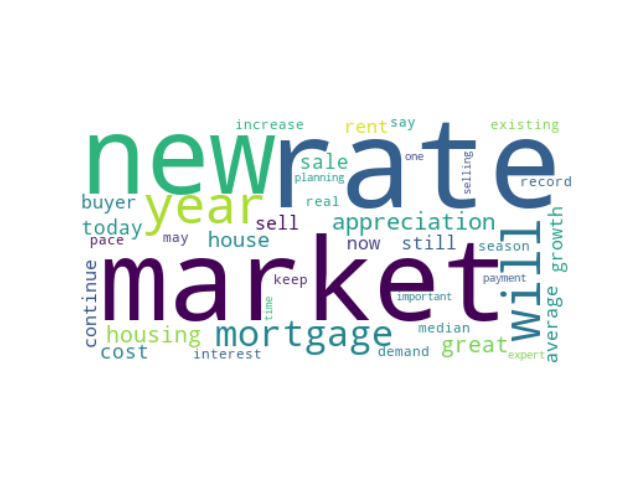 increase rent say existing
new rate
sale one
planning selling record
buyer year real
today sell appreciation growth
pace may house now still season
continue market will
keep payment
time important average
housing mortgage median
cost interest demand great expert